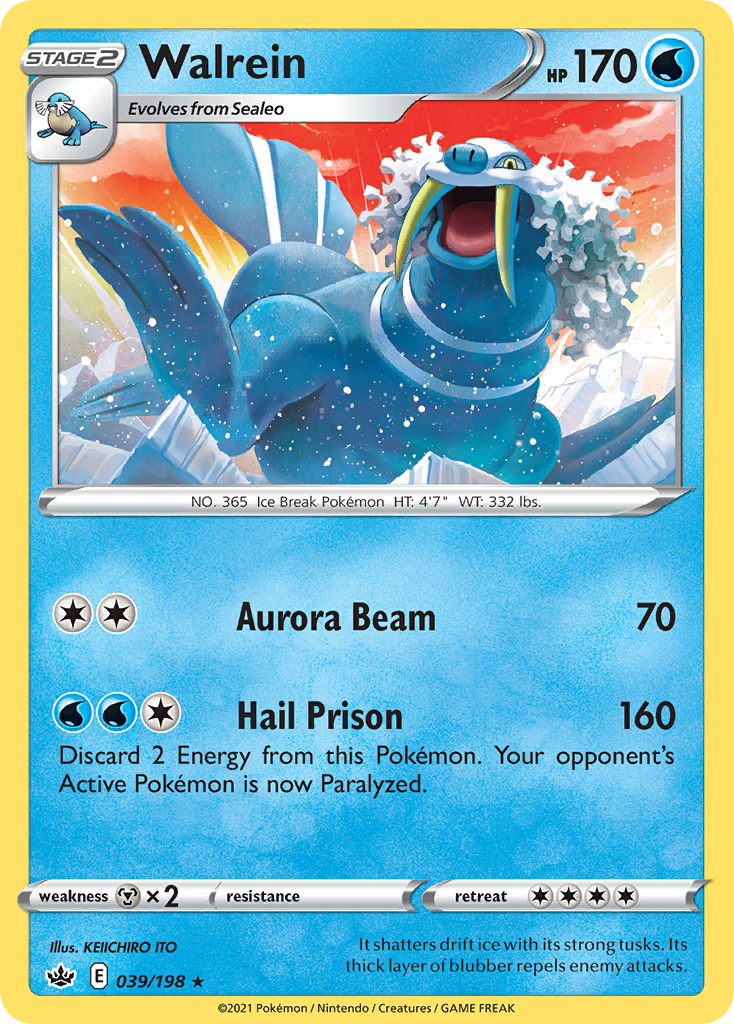 STAGE 2
Walrein
HP 170
Evolves from Sealeo
NO. 365 Ice Break Pokémon HT: 4'7" WT: 332 lbs.
Aurora Beam 70
Hail Prison 160
Discard 2 Energy from this Pokémon. Your opponent's
Active Pokémon is now Paralyzed.
weakness ×2 resistance retreat
Illus. KEIICHIRO ITO
It shatters drift ice with its strong tusks. Its
thick layer of blubber repels enemy attacks.
E 039/198 ★
©2021 Pokémon / Nintendo / Creatures / GAME FREAK